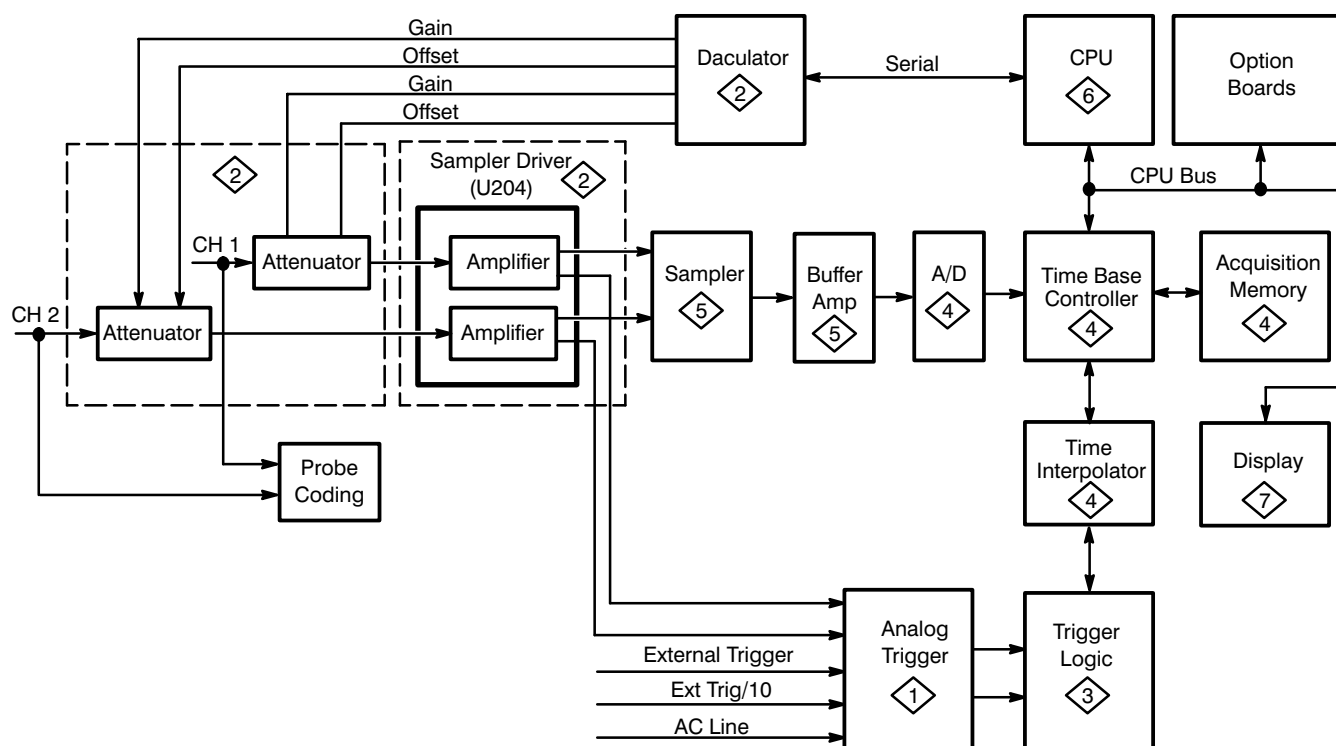 Gain
Offset
Gain
Offset
Daculator
2
Serial
CPU
6
Option
Boards
CPU Bus
2
Sampler Driver
(U204)
2
CH 1
Attenuator
Amplifier
CH 2
Attenuator
Amplifier
Sampler
5
Buffer
Amp
5
A/D
4
Time Base
Controller
4
Acquisition
Memory
4
Probe
Coding
Time
Interpolator
4
Display
7
External Trigger
Ext Trig/10
AC Line
Analog
Trigger
1
Trigger
Logic
3